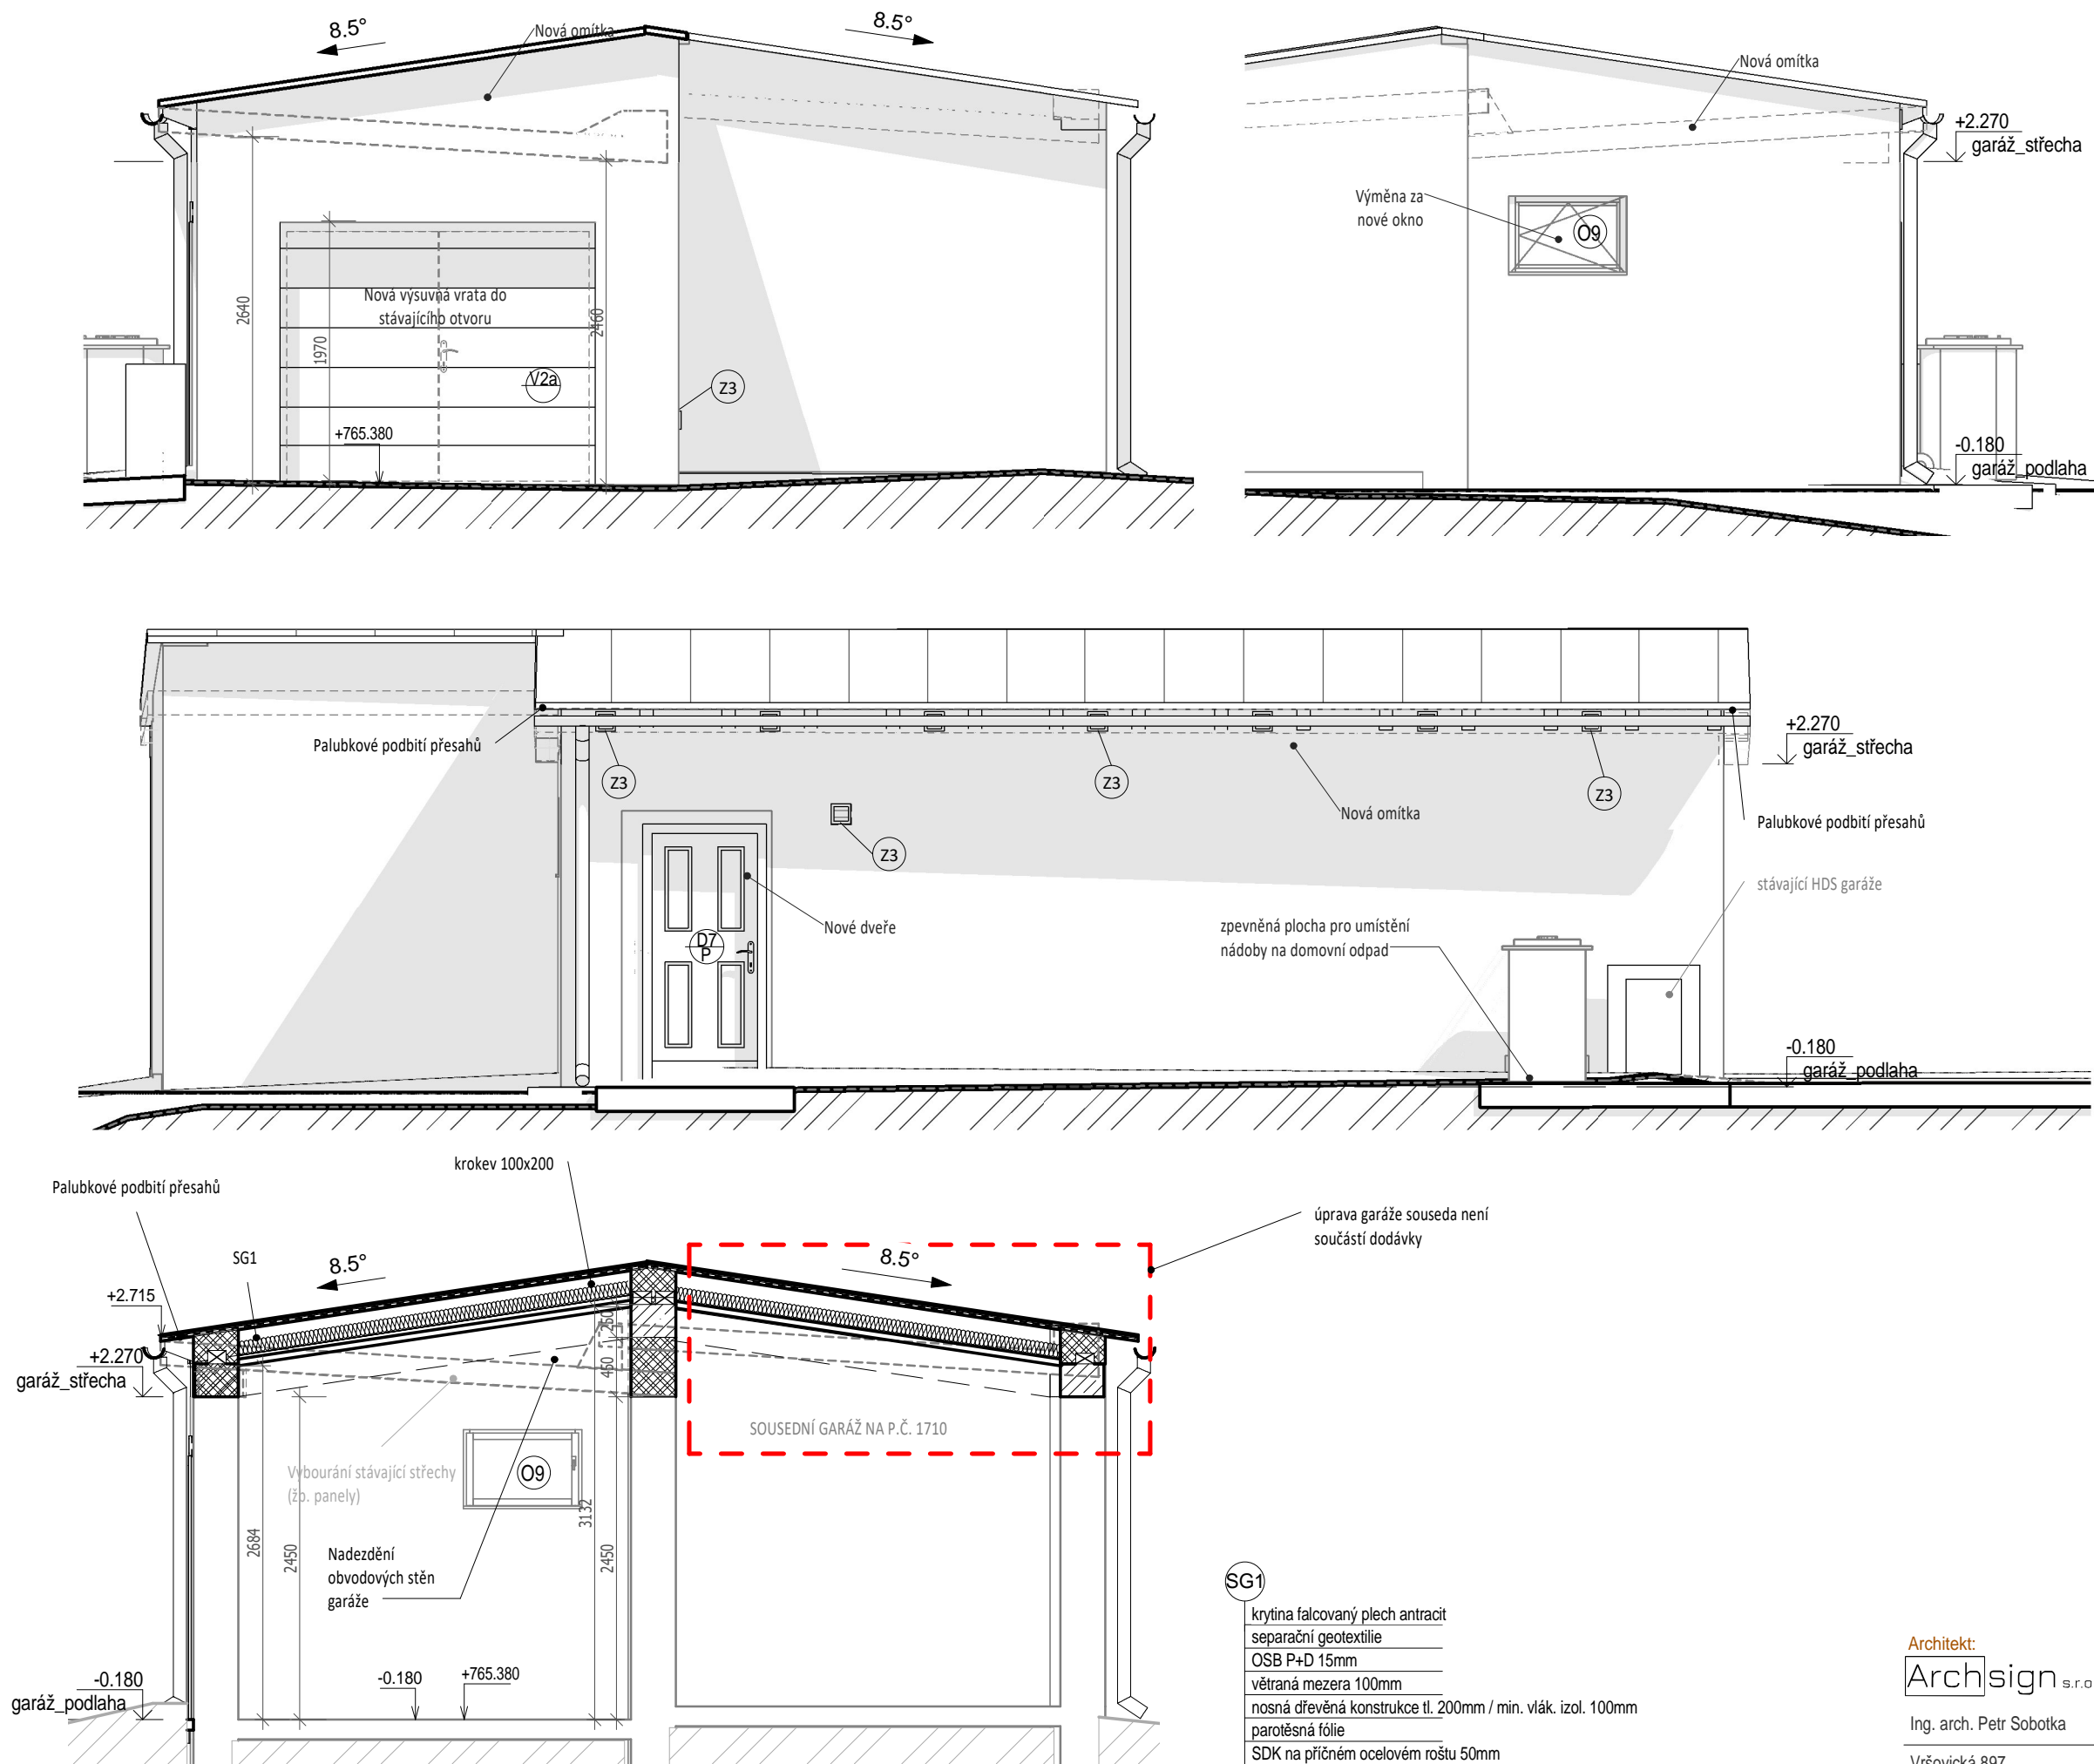 8.5°
Nová omítka
8.5°
2640
1970
Nová výsuvná vrata do
stávajícího otvoru
2460
V2a
Z3
+765.380
Nová omítka
+2.270
garáž_střecha
Výměna za
nové okno
O9
-0.180
garáž_podlaha
Palubkové podbití přesahů
Z3
Z3
Z3
Z3
Nová omítka
+2.270
garáž_střecha
Palubkové podbití přesahů
stávající HDS garáže
Nové dveře
D7
P
zpevněná plocha pro umístění
nádoby na domovní odpad
-0.180
garáž_podlaha
krokev 100x200
Palubkové podbití přesahů
SG1
8.5°
8.5°
úprava garáže souseda není
součástí dodávky
+2.715
+2.270
garáž_střecha
450
SOUSEDNÍ GARÁŽ NA P.Č. 1710
Vybourání stávající střechy
(žb. panely)
O9
2684
2450
3132
2450
Nadezdění
obvodových stěn
garáže
-0.180
garáž_podlaha
-0.180
+765.380
SG1
krytina falcovaný plech antracit
separační geotextilie
OSB P+D 15mm
větraná mezera 100mm
nosná dřevěná konstrukce tl. 200mm / min. vlák. izol. 100mm
parotěsná fólie
SDK na příčném ocelovém roštu 50mm
Architekt:
Archsign s.r.o
Ing. arch. Petr Sobotka
Vršovická 897